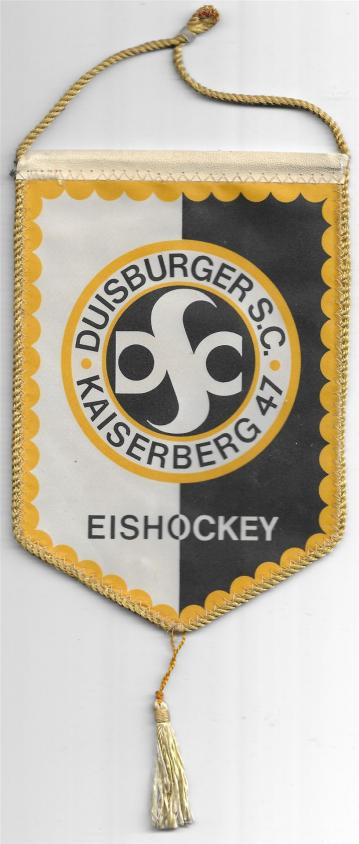 DUISBURGER S.C.
DSC
KAISERBERG 47
EISHOCKEY